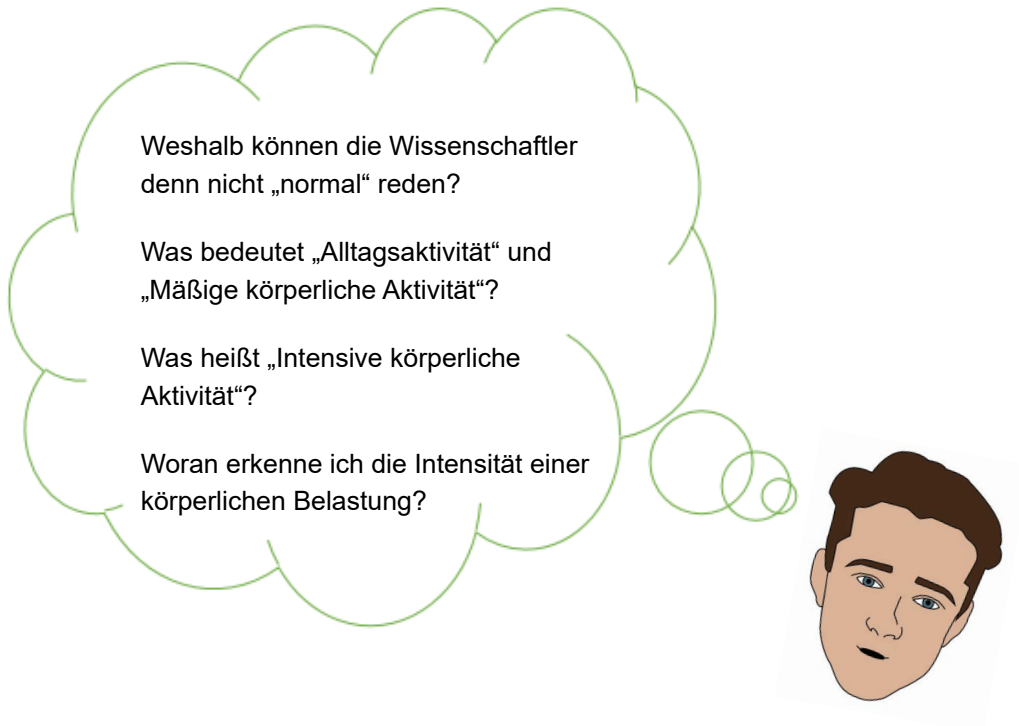 Weshalb können die Wissenschaftler
denn nicht „normal“ reden?
Was bedeutet „Alltagsaktivität“ und
„Mäßige körperliche Aktivität“?
Was heißt „Intensive körperliche
Aktivität“?
Woran erkenne ich die Intensität einer
körperlichen Belastung?